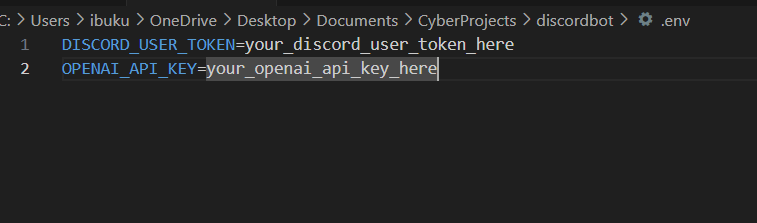 C: > Users > ibuku > OneDrive > Desktop > Documents > CyberProjects > discordbot > .env
1 DISCORD_USER_TOKEN=your_discord_user_token_here
2 OPENAI_API_KEY=your_openai_api_key_here